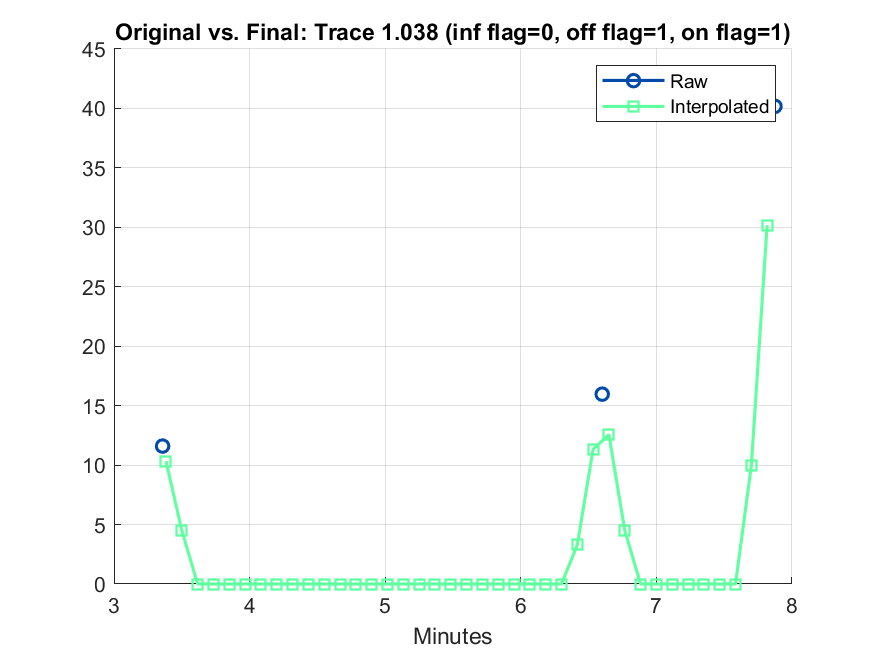 Original vs. Final: Trace 1.038 (inf flag=0, off flag=1, on flag=1)
45
40
35
30
25
20
15
10
5
0
Raw
Interpolated
3 4 5 6 7 8
Minutes